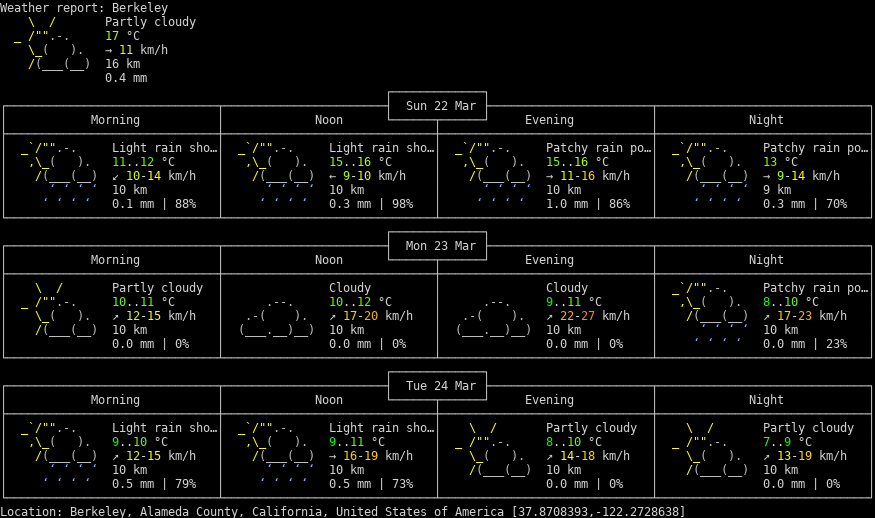 Weather report: Berkeley
Partly cloudy
17 °C
→ 11 km/h
16 km
0.4 mm
Sun 22 Mar
Morning Noon Evening Night
Light rain sho… Light rain sho… Patchy rain po… Patchy rain po…
11..12 °C 15..16 °C 15..16 °C 13 °C
↙ 10-14 km/h ← 9-10 km/h → 11-16 km/h → 9-14 km/h
10 km 10 km 10 km 9 km
0.1 mm | 88% 0.3 mm | 98% 1.0 mm | 86% 0.3 mm | 70%
Mon 23 Mar
Morning Noon Evening Night
Partly cloudy Cloudy Cloudy Patchy rain po…
10..11 °C 10..12 °C 9..11 °C 8..10 °C
↗ 12-15 km/h ↗ 17-20 km/h ↗ 22-27 km/h ↗ 17-23 km/h
10 km 10 km 10 km 10 km
0.0 mm | 0% 0.0 mm | 0% 0.0 mm | 0% 0.0 mm | 23%
Tue 24 Mar
Morning Noon Evening Night
Light rain sho… Light rain sho… Partly cloudy Partly cloudy
9..10 °C 9..11 °C 8..10 °C 7..9 °C
↗ 12-15 km/h → 16-19 km/h ↗ 14-18 km/h ↗ 13-19 km/h
10 km 10 km 10 km 10 km
0.5 mm | 79% 0.5 mm | 73% 0.0 mm | 0% 0.0 mm | 0%
Location: Berkeley, Alameda County, California, United States of America [37.8708393,-122.2728638]